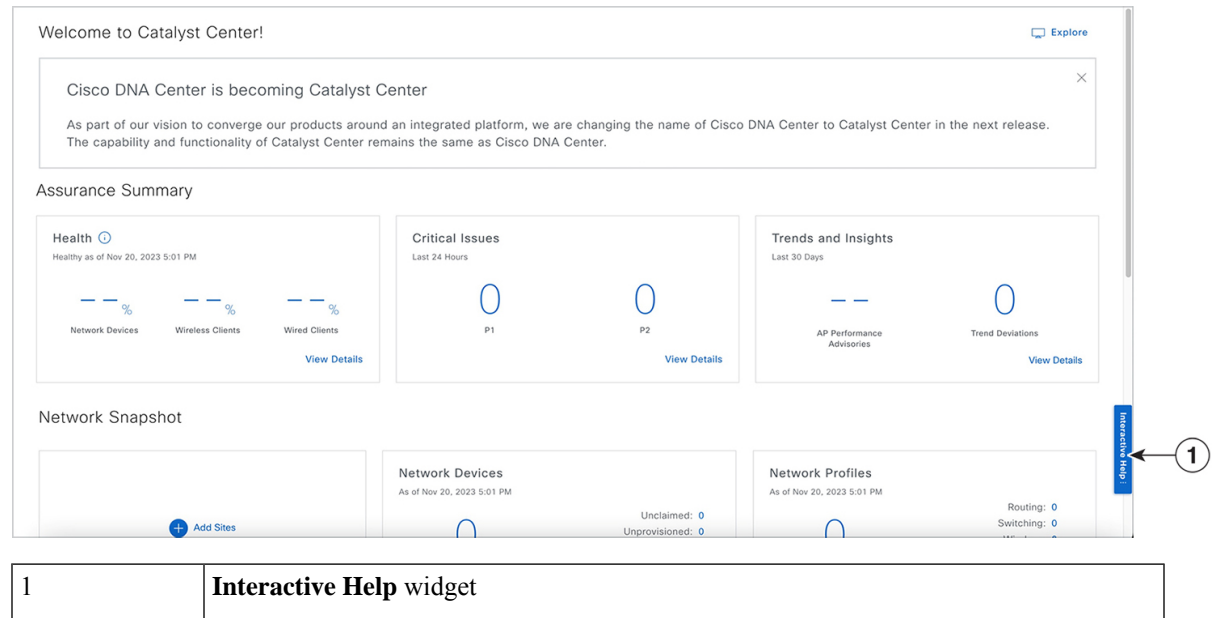 Welcome to Catalyst Center!
Explore
Cisco DNA Center is becoming Catalyst Center
As part of our vision to converge our products around an integrated platform, we are changing the name of Cisco DNA Center to Catalyst Center in the next release.
The capability and functionality of Catalyst Center remains the same as Cisco DNA Center.
Assurance Summary
Health
Healthy as of Nov 20, 2023 5:01 PM
– – %
– – %
– – %
Network Devices
Wireless Clients
Wired Clients
View Details
Critical Issues
Last 24 Hours
0
0
P1
P2
View Details
Trends and Insights
Last 30 Days
– –
0
AP Performance
Advisories
Trend Deviations
View Details
Network Snapshot
Add Sites
Network Devices
As of Nov 20, 2023 5:01 PM
0
Unclaimed: 0
Unprovisioned: 0
Network Profiles
As of Nov 20, 2023 5:01 PM
0
Routing: 0
Switching: 0
Interactive Help
1
1
Interactive Help widget